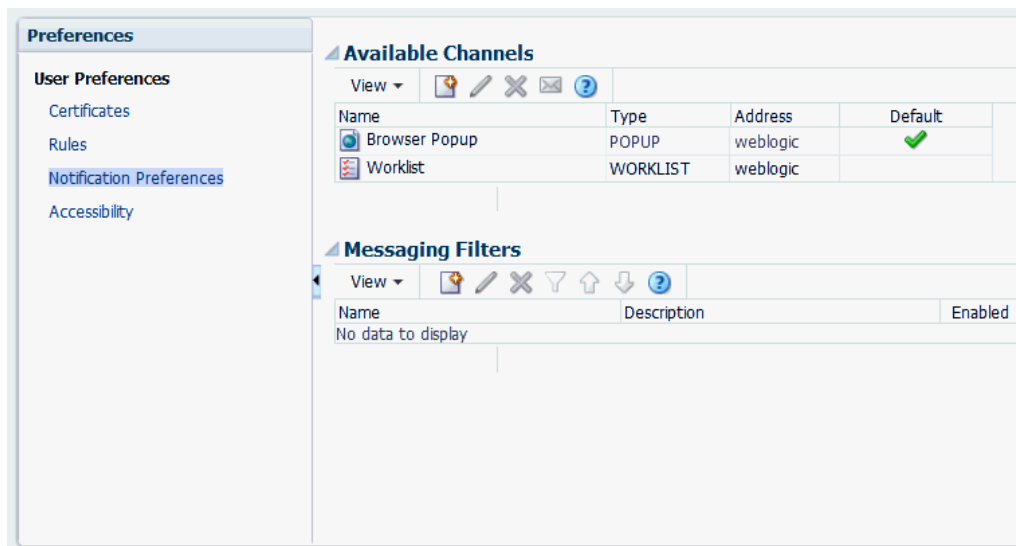 Preferences
User Preferences
Certificates
Rules
Notification Preferences
Accessibility
Available Channels
View
Name Type Address Default
Browser Popup POPUP weblogic
Worklist WORKLIST weblogic
Messaging Filters
View
Name Description Enabled
No data to display